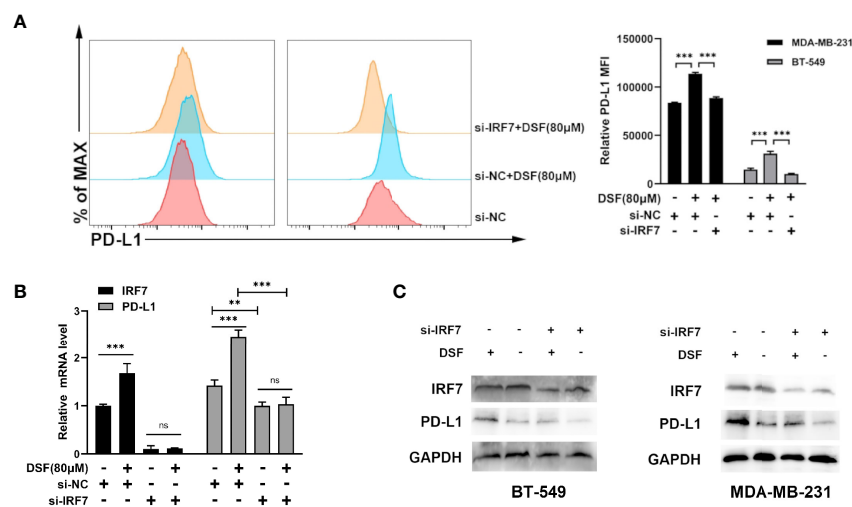 A
% of MAX
PD-L1
si-IRF7+DSF(80μM)
si-NC+DSF(80μM)
si-NC
Relative PD-L1 MFI
150000
100000
50000
0
*** ***
*** ***
MDA-MB-231
BT-549
DSF(80μM) - + + - + +
si-NC + + - + + -
si-IRF7 - - + - - +
B
IRF7
PD-L1
Relative mRNA level
3
2
1
0
***
**
*** ***
ns ns
DSF(80μM) - + - + - + - +
si-NC + + - - + + - -
si-IRF7 - - + + - - + +
C
si-IRF7 - - + +
DSF + - + -
IRF7
PD-L1
GAPDH
BT-549
si-IRF7 - - + +
DSF + - + -
IRF7
PD-L1
GAPDH
MDA-MB-231